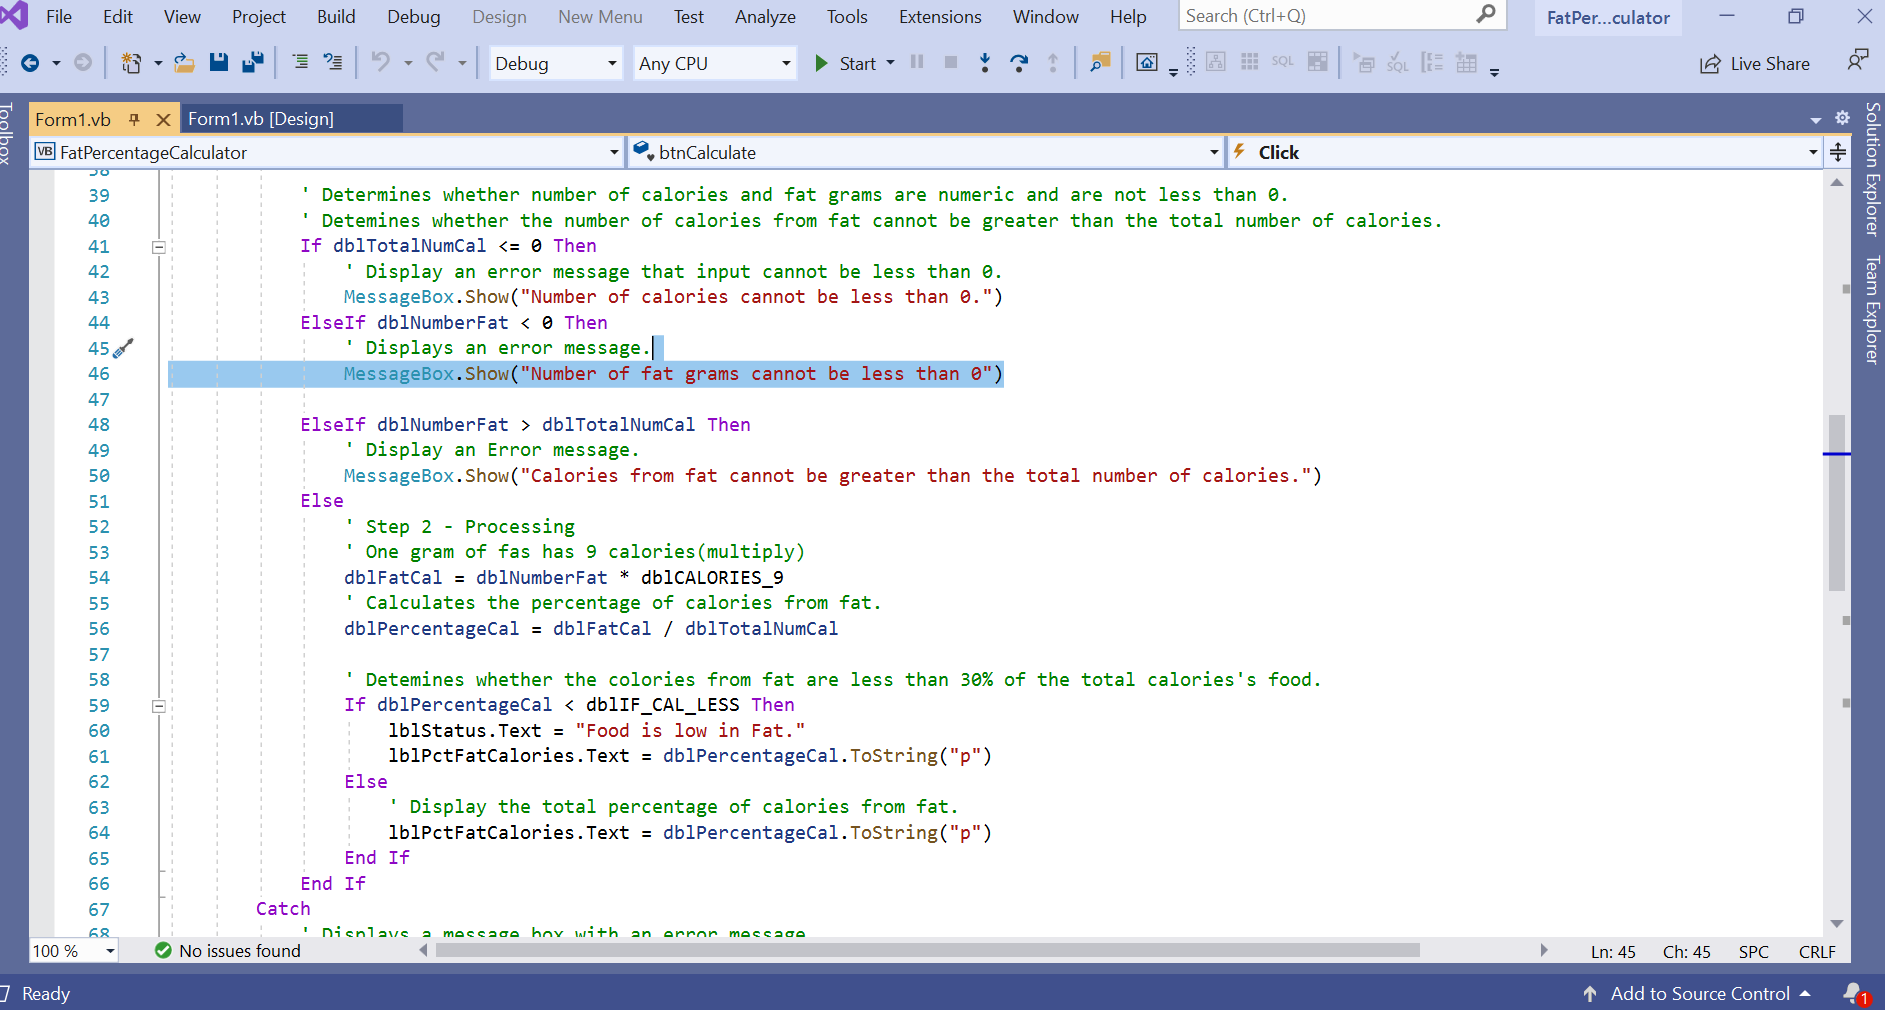 File Edit View Project Build Debug Design New Menu Test Analyze Tools Extensions Window Help Search (Ctrl+Q) FatPer...culator
Debug Any CPU Start SQL SQL Live Share
Toolbox
Form1.vb Form1.vb [Design]
VB FatPercentageCalculator btnCalculate Click
38
39 ' Determines whether number of calories and fat grams are numeric and are not less than 0.
40 ' Detemines whether the number of calories from fat cannot be greater than the total number of calories.
41 If dblTotalNumCal <= 0 Then
42 ' Display an error message that input cannot be less than 0.
43 MessageBox.Show("Number of calories cannot be less than 0.")
44 ElseIf dblNumberFat < 0 Then
45 ' Displays an error message.
46 MessageBox.Show("Number of fat grams cannot be less than 0")
47
48 ElseIf dblNumberFat > dblTotalNumCal Then
49 ' Display an Error message.
50 MessageBox.Show("Calories from fat cannot be greater than the total number of calories.")
51 Else
52 ' Step 2 - Processing
53 ' One gram of fas has 9 calories(multiply)
54 dblFatCal = dblNumberFat * dblCALORIES_9
55 ' Calculates the percentage of calories from fat.
56 dblPercentageCal = dblFatCal / dblTotalNumCal
57
58 ' Detemines whether the colories from fat are less than 30% of the total calories's food.
59 If dblPercentageCal < dblIF_CAL_LESS Then
60 lblStatus.Text = "Food is low in Fat."
61 lblPctFatCalories.Text = dblPercentageCal.ToString("p")
62 Else
63 ' Display the total percentage of calories from fat.
64 lblPctFatCalories.Text = dblPercentageCal.ToString("p")
65 End If
66 End If
67 Catch
68 ' Displays a message box with an error message
Solution Explorer
Team Explorer
100 % No issues found Ln: 45 Ch: 45 SPC CRLF
Ready Add to Source Control 1